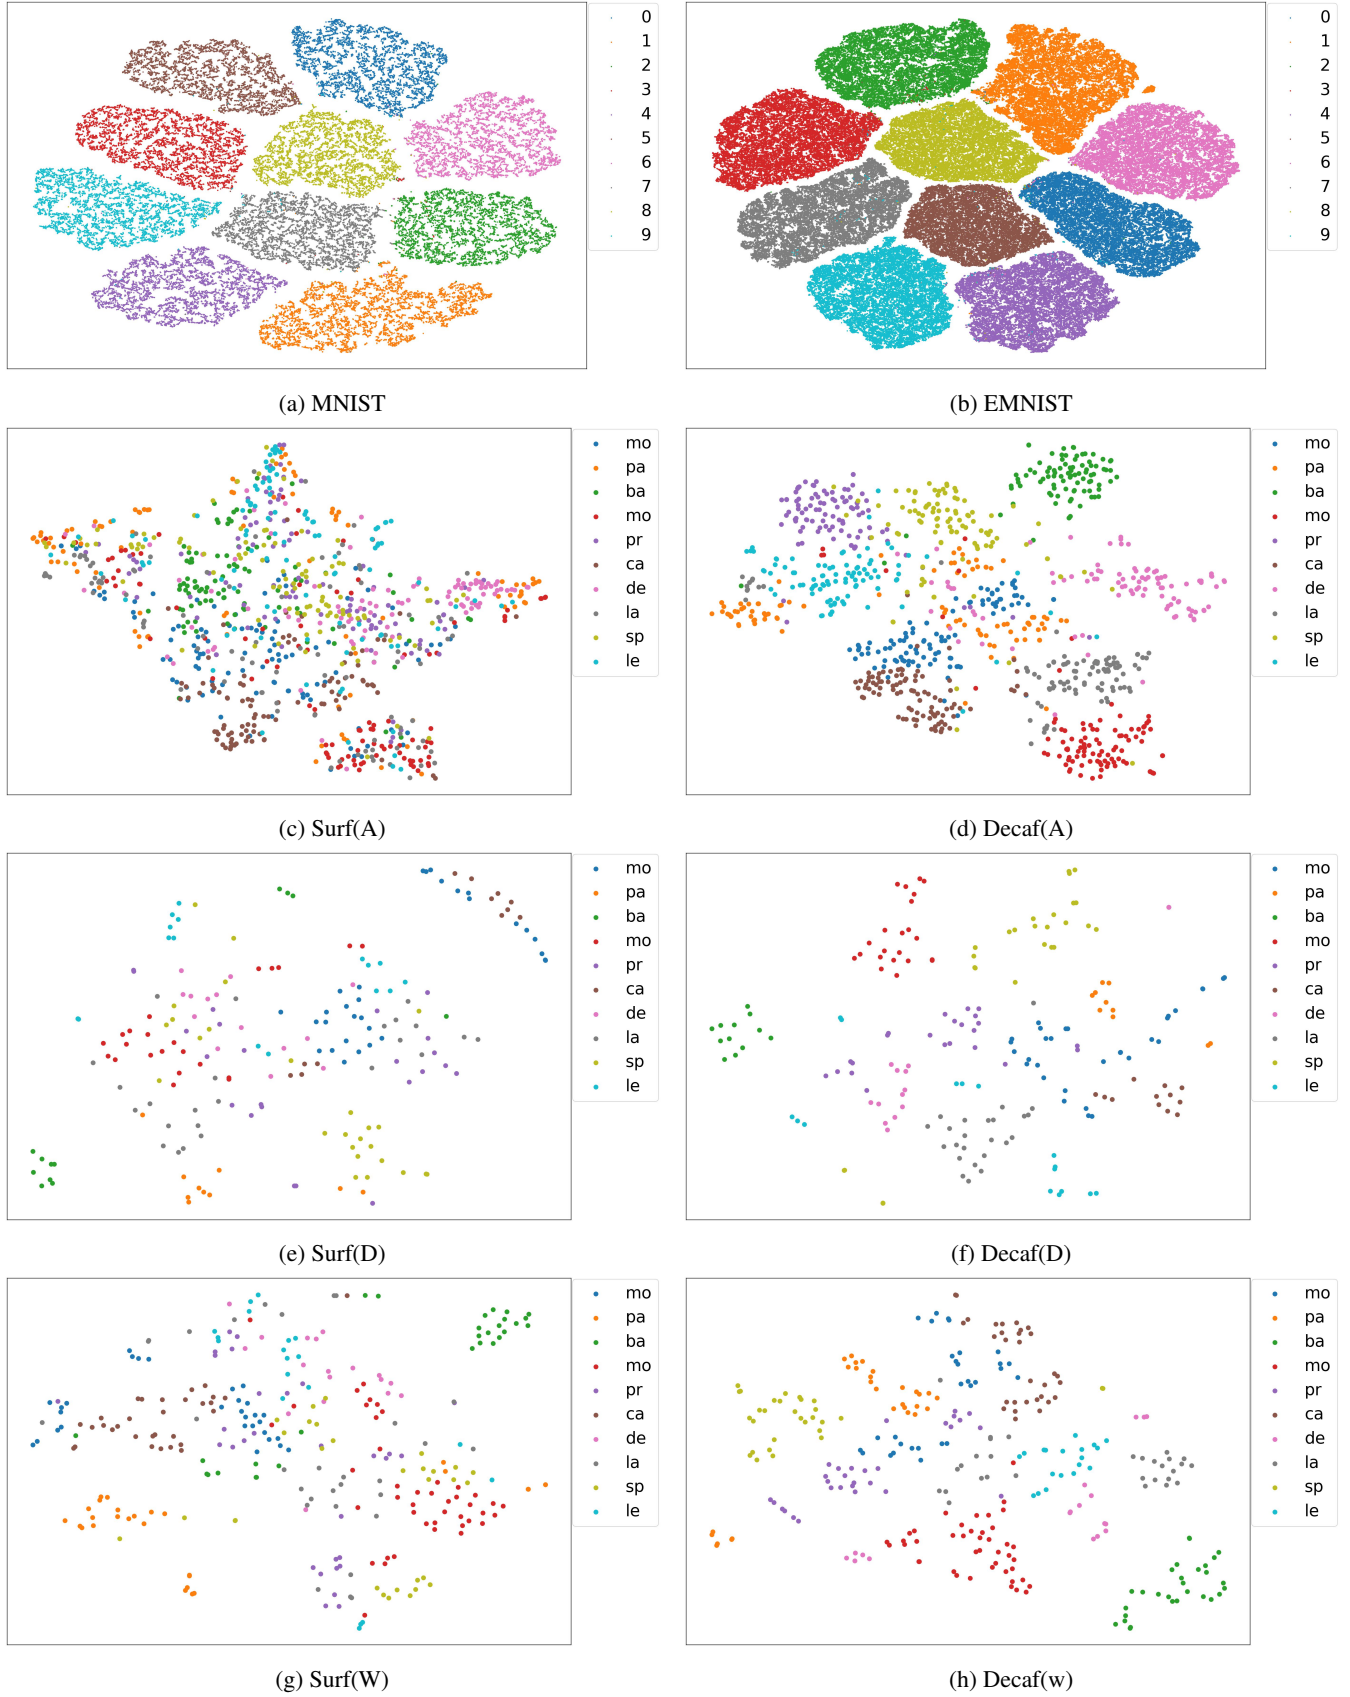 0
1
2
3
4
5
6
7
8
9
(a) MNIST
0
1
2
3
4
5
6
7
8
9
(b) EMNIST
mo
pa
ba
mo
pr
ca
de
la
sp
le
(c) Surf(A)
mo
pa
ba
mo
pr
ca
de
la
sp
le
(d) Decaf(A)
mo
pa
ba
mo
pr
ca
de
la
sp
le
(e) Surf(D)
mo
pa
ba
mo
pr
ca
de
la
sp
le
(f) Decaf(D)
mo
pa
ba
mo
pr
ca
de
la
sp
le
(g) Surf(W)
mo
pa
ba
mo
pr
ca
de
la
sp
le
(h) Decaf(w)